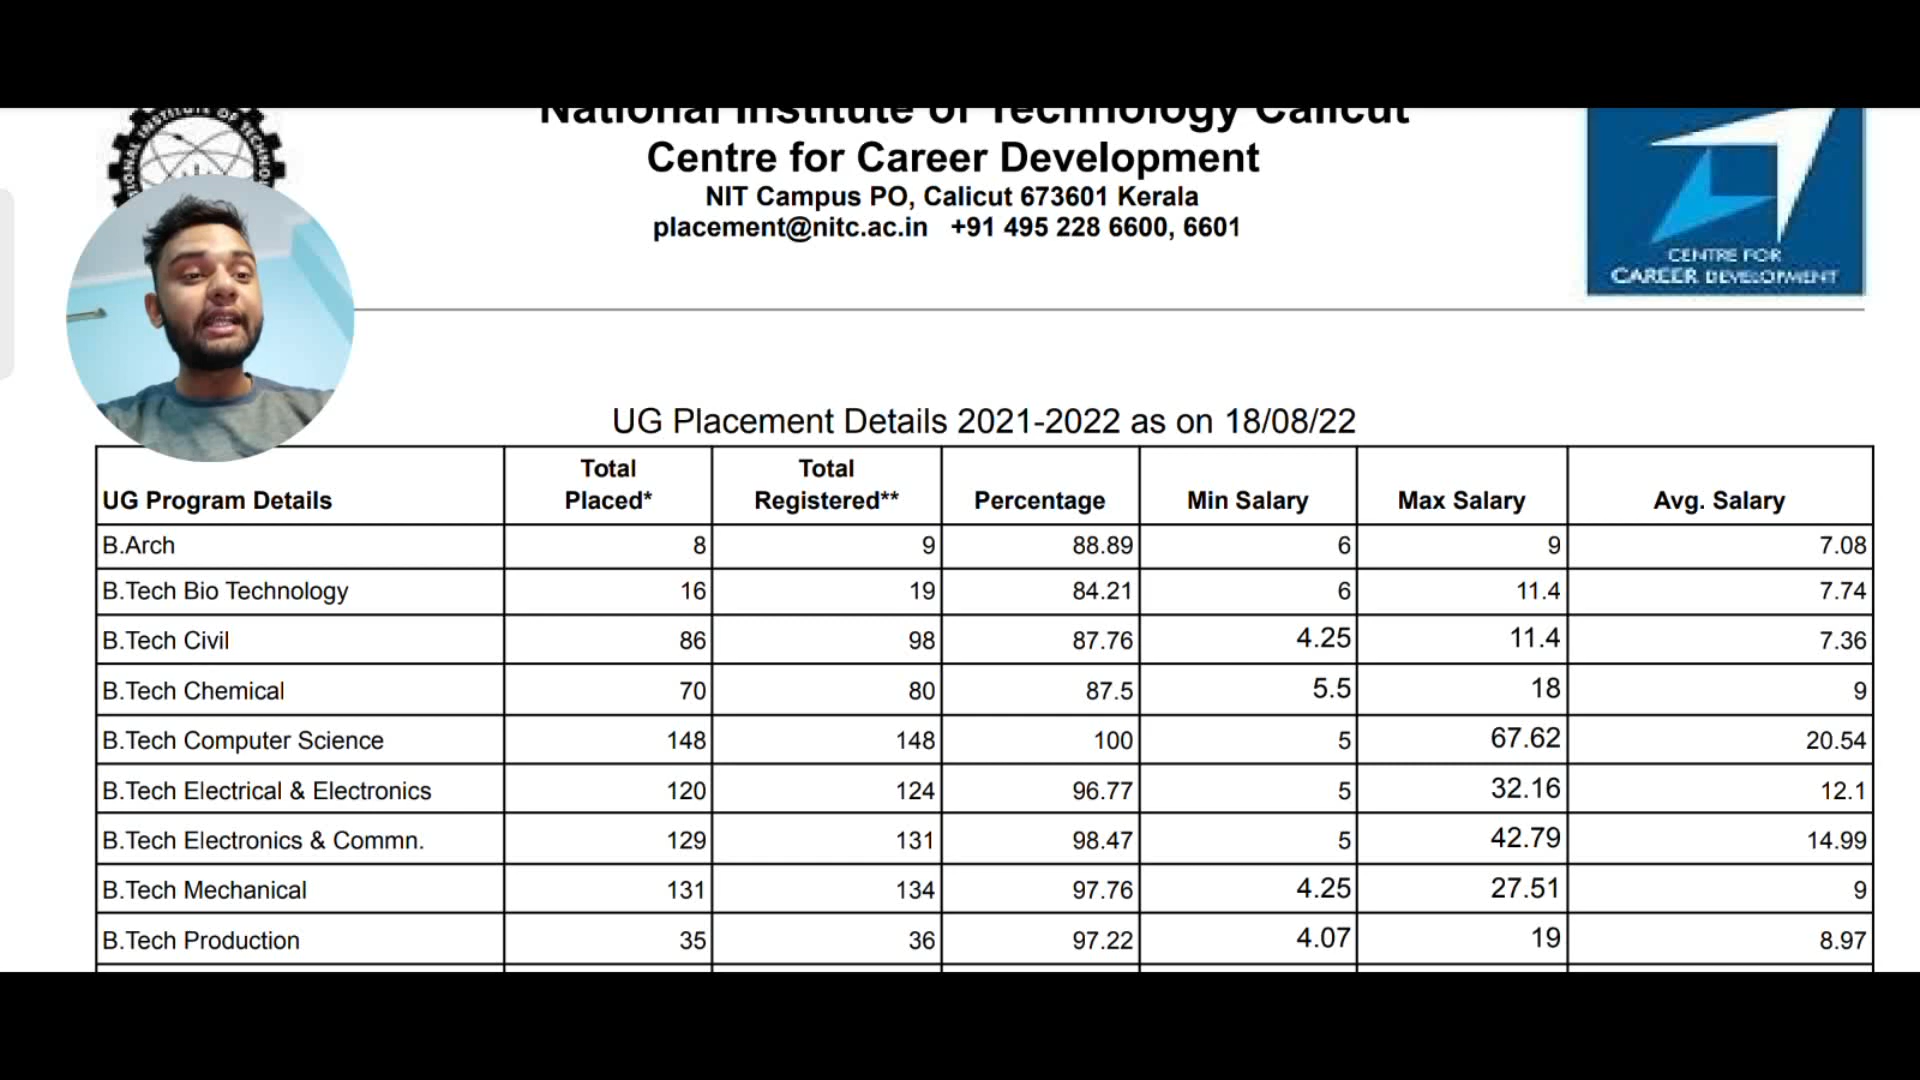 National Institute of Technology Calicut
Centre for Career Development
NIT Campus PO, Calicut 673601 Kerala
placement@nitc.ac.in +91 495 228 6600, 6601
CENTRE FOR
CAREER DEVELOPMENT
UG Placement Details 2021-2022 as on 18/08/22
UG Program Details Total Placed* Total Registered** Percentage Min Salary Max Salary Avg. Salary
B.Arch 8 9 88.89 6 9 7.08
B.Tech Bio Technology 16 19 84.21 6 11.4 7.74
B.Tech Civil 86 98 87.76 4.25 11.4 7.36
B.Tech Chemical 70 80 87.5 5.5 18 9
B.Tech Computer Science 148 148 100 5 67.62 20.54
B.Tech Electrical & Electronics 120 124 96.77 5 32.16 12.1
B.Tech Electronics & Commn. 129 131 98.47 5 42.79 14.99
B.Tech Mechanical 131 134 97.76 4.25 27.51 9
B.Tech Production 35 36 97.22 4.07 19 8.97